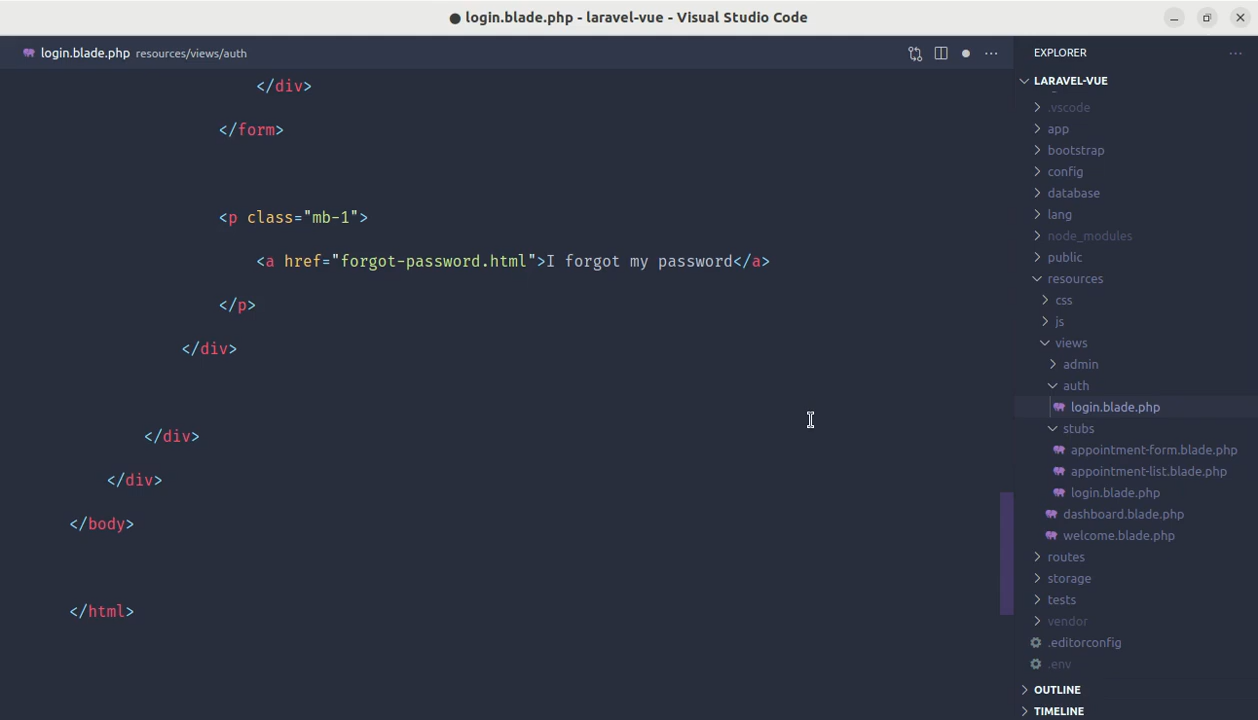 ● login.blade.php - laravel-vue - Visual Studio Code
login.blade.php resources/views/auth
</div>
</form>
<p class="mb-1">
<a href="forgot-password.html">I forgot my password</a>
</p>
</div>
</div>
</div>
</body>
</html>
EXPLORER
LARAVEL-VUE
.vscode
app
bootstrap
config
database
lang
node_modules
public
resources
css
js
views
admin
auth
login.blade.php
stubs
appointment-form.blade.php
appointment-list.blade.php
login.blade.php
dashboard.blade.php
welcome.blade.php
routes
storage
tests
vendor
.editorconfig
.env
OUTLINE
TIMELINE